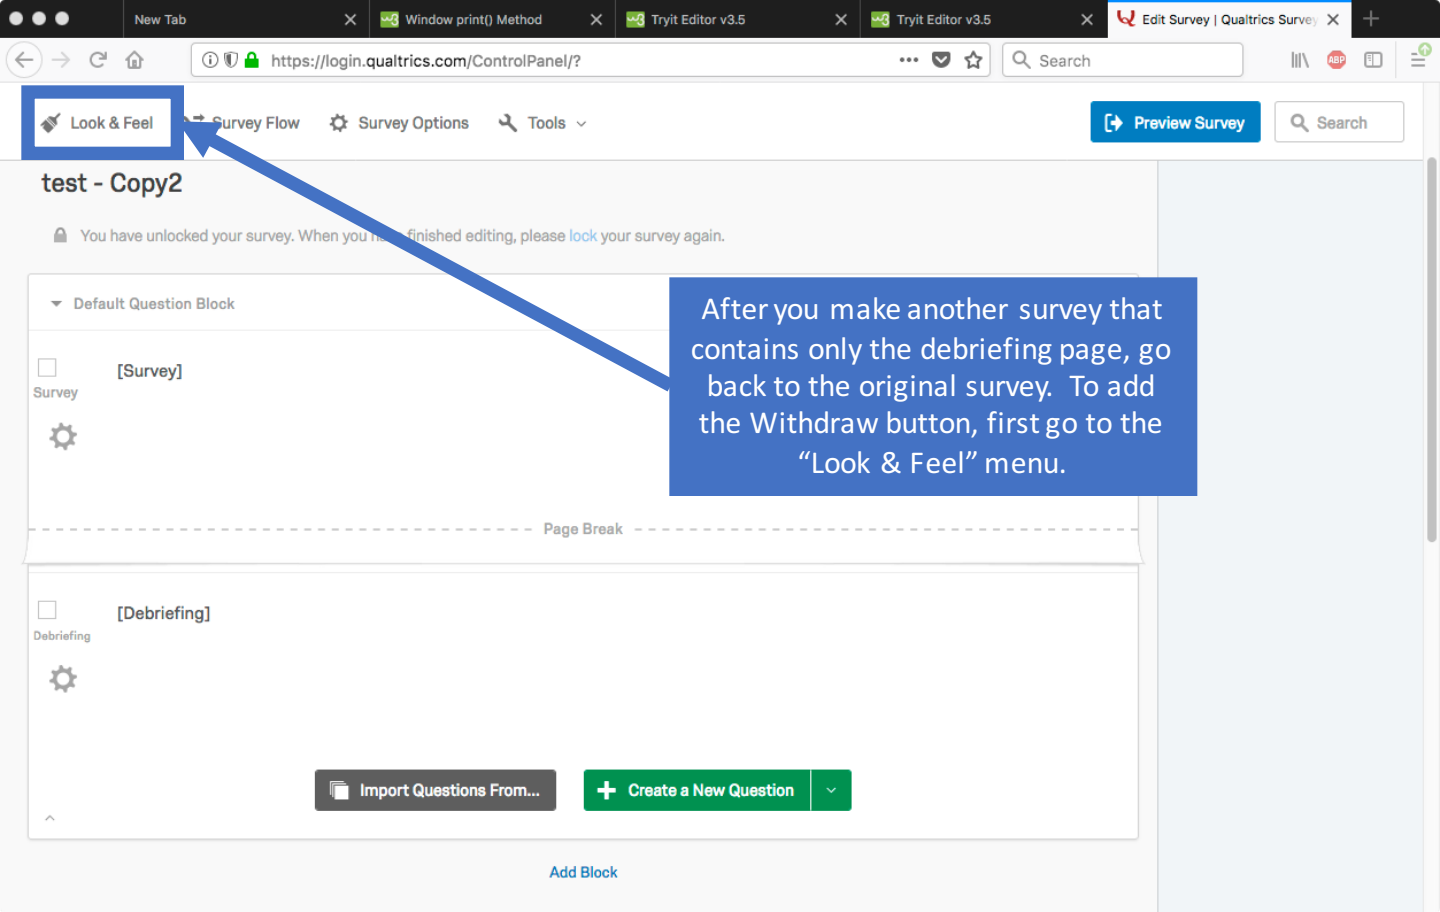 New Tab
Window print() Method
Tryit Editor v3.5
Tryit Editor v3.5
Edit Survey | Qualtrics Survey
https://login.qualtrics.com/ControlPanel/?
Search
ABP
Look & Feel
Survey Flow
Survey Options
Tools
Preview Survey
Search
test - Copy2
You have unlocked your survey. When you have finished editing, please lock your survey again.
Default Question Block
After you make another survey that
contains only the debriefing page, go
back to the original survey. To add
the Withdraw button, first go to the
“Look & Feel” menu.
[Survey]
Survey
Page Break
[Debriefing]
Debriefing
Import Questions From...
Create a New Question
Add Block